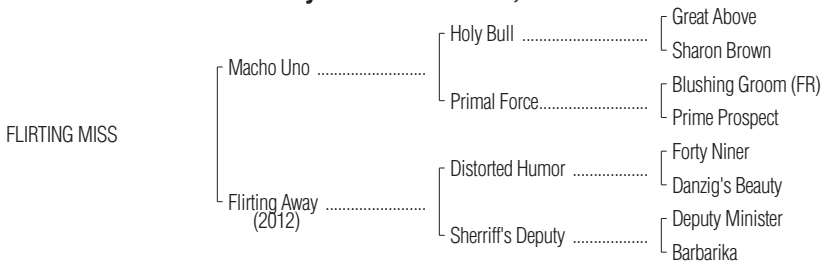 Great Above
Holy Bull ..............................
Sharon Brown
Macho Uno ..........................
Blushing Groom (FR)
Primal Force..........................
Prime Prospect
FLIRTING MISS
Forty Niner
Distorted Humor ..................
Danzig's Beauty
Flirting Away ........................
(2012)
Deputy Minister
Sherriff's Deputy ..................
Barbarika